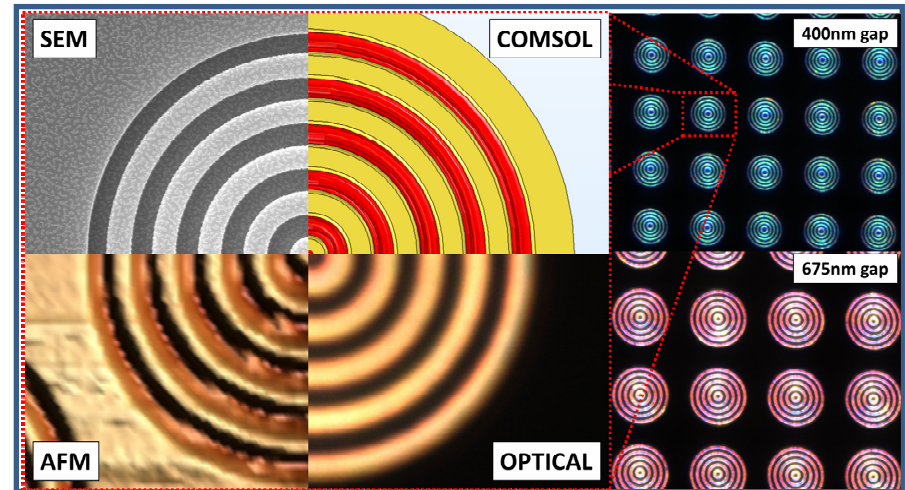 SEM
COMSOL
400nm gap
675nm gap
AFM
OPTICAL